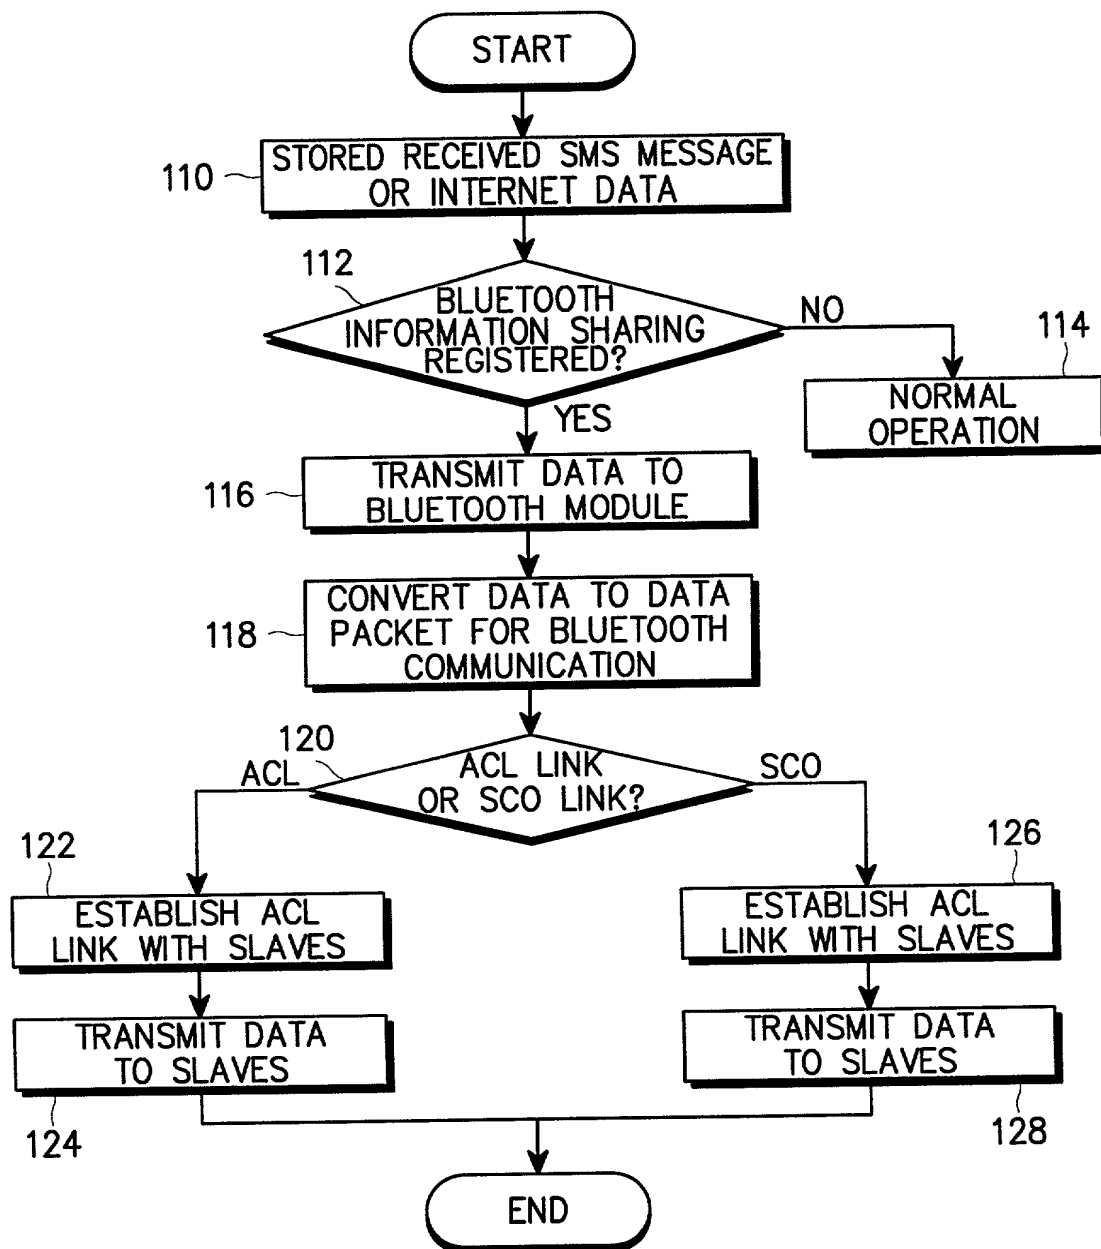 START
110
STORED RECEIVED SMS MESSAGE
OR INTERNET DATA
112
BLUETOOTH
INFORMATION SHARING
REGISTERED?
NO
114
NORMAL
OPERATION
YES
116
TRANSMIT DATA TO
BLUETOOTH MODULE
118
CONVERT DATA TO DATA
PACKET FOR BLUETOOTH
COMMUNICATION
120
ACL LINK
OR SCO LINK?
ACL
SCO
122
ESTABLISH ACL
LINK WITH SLAVES
126
ESTABLISH ACL
LINK WITH SLAVES
TRANSMIT DATA
TO SLAVES
124
TRANSMIT DATA
TO SLAVES
128
END